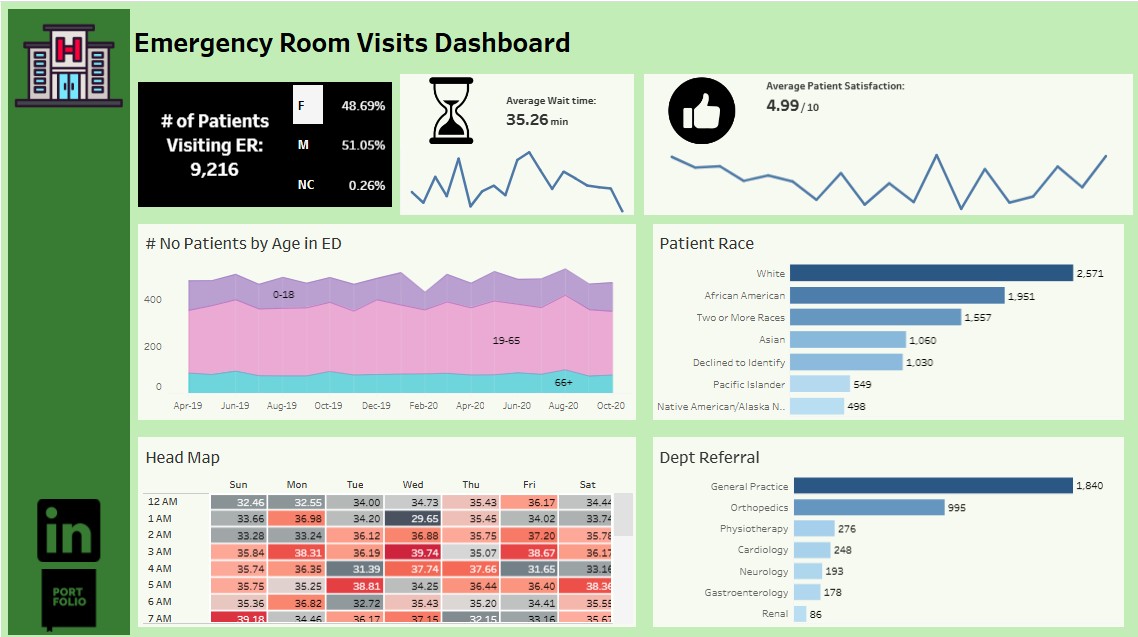 H
Emergency Room Visits Dashboard
# of Patients
Visiting ER:
9,216
F 48.69%
M 51.05%
NC 0.26%
Average Wait time:
35.26 min
Average Patient Satisfaction:
4.99 / 10
# No Patients by Age in ED
400
200
0
0-18
19-65
66+
Apr-19 Jun-19 Aug-19 Oct-19 Dec-19 Feb-20 Apr-20 Jun-20 Aug-20 Oct-20
Patient Race
White 2,571
African American 1,951
Two or More Races 1,557
Asian 1,060
Declined to Identify 1,030
Pacific Islander 549
Native American/Alaska N.. 498
Head Map
Sun Mon Tue Wed Thu Fri Sat
12 AM 32.46 32.55 34.00 34.73 35.43 36.17 34.44
1 AM 33.66 36.98 34.20 29.65 35.45 34.02 33.74
2 AM 33.28 33.24 36.12 36.88 35.75 37.20 35.78
3 AM 35.84 38.31 36.19 39.74 35.07 38.67 36.17
4 AM 35.74 36.35 31.39 37.74 37.66 31.65 33.16
5 AM 35.75 35.25 38.81 34.25 36.44 36.40 38.36
6 AM 35.36 36.82 32.72 35.43 35.20 34.41 35.55
7 AM 39.18 34.46 36.17 37.15 32.15 33.16 35.67
Dept Referral
General Practice 1,840
Orthopedics 995
Physiotherapy 276
Cardiology 248
Neurology 193
Gastroenterology 178
Renal 86
in
PORT
FOLIO